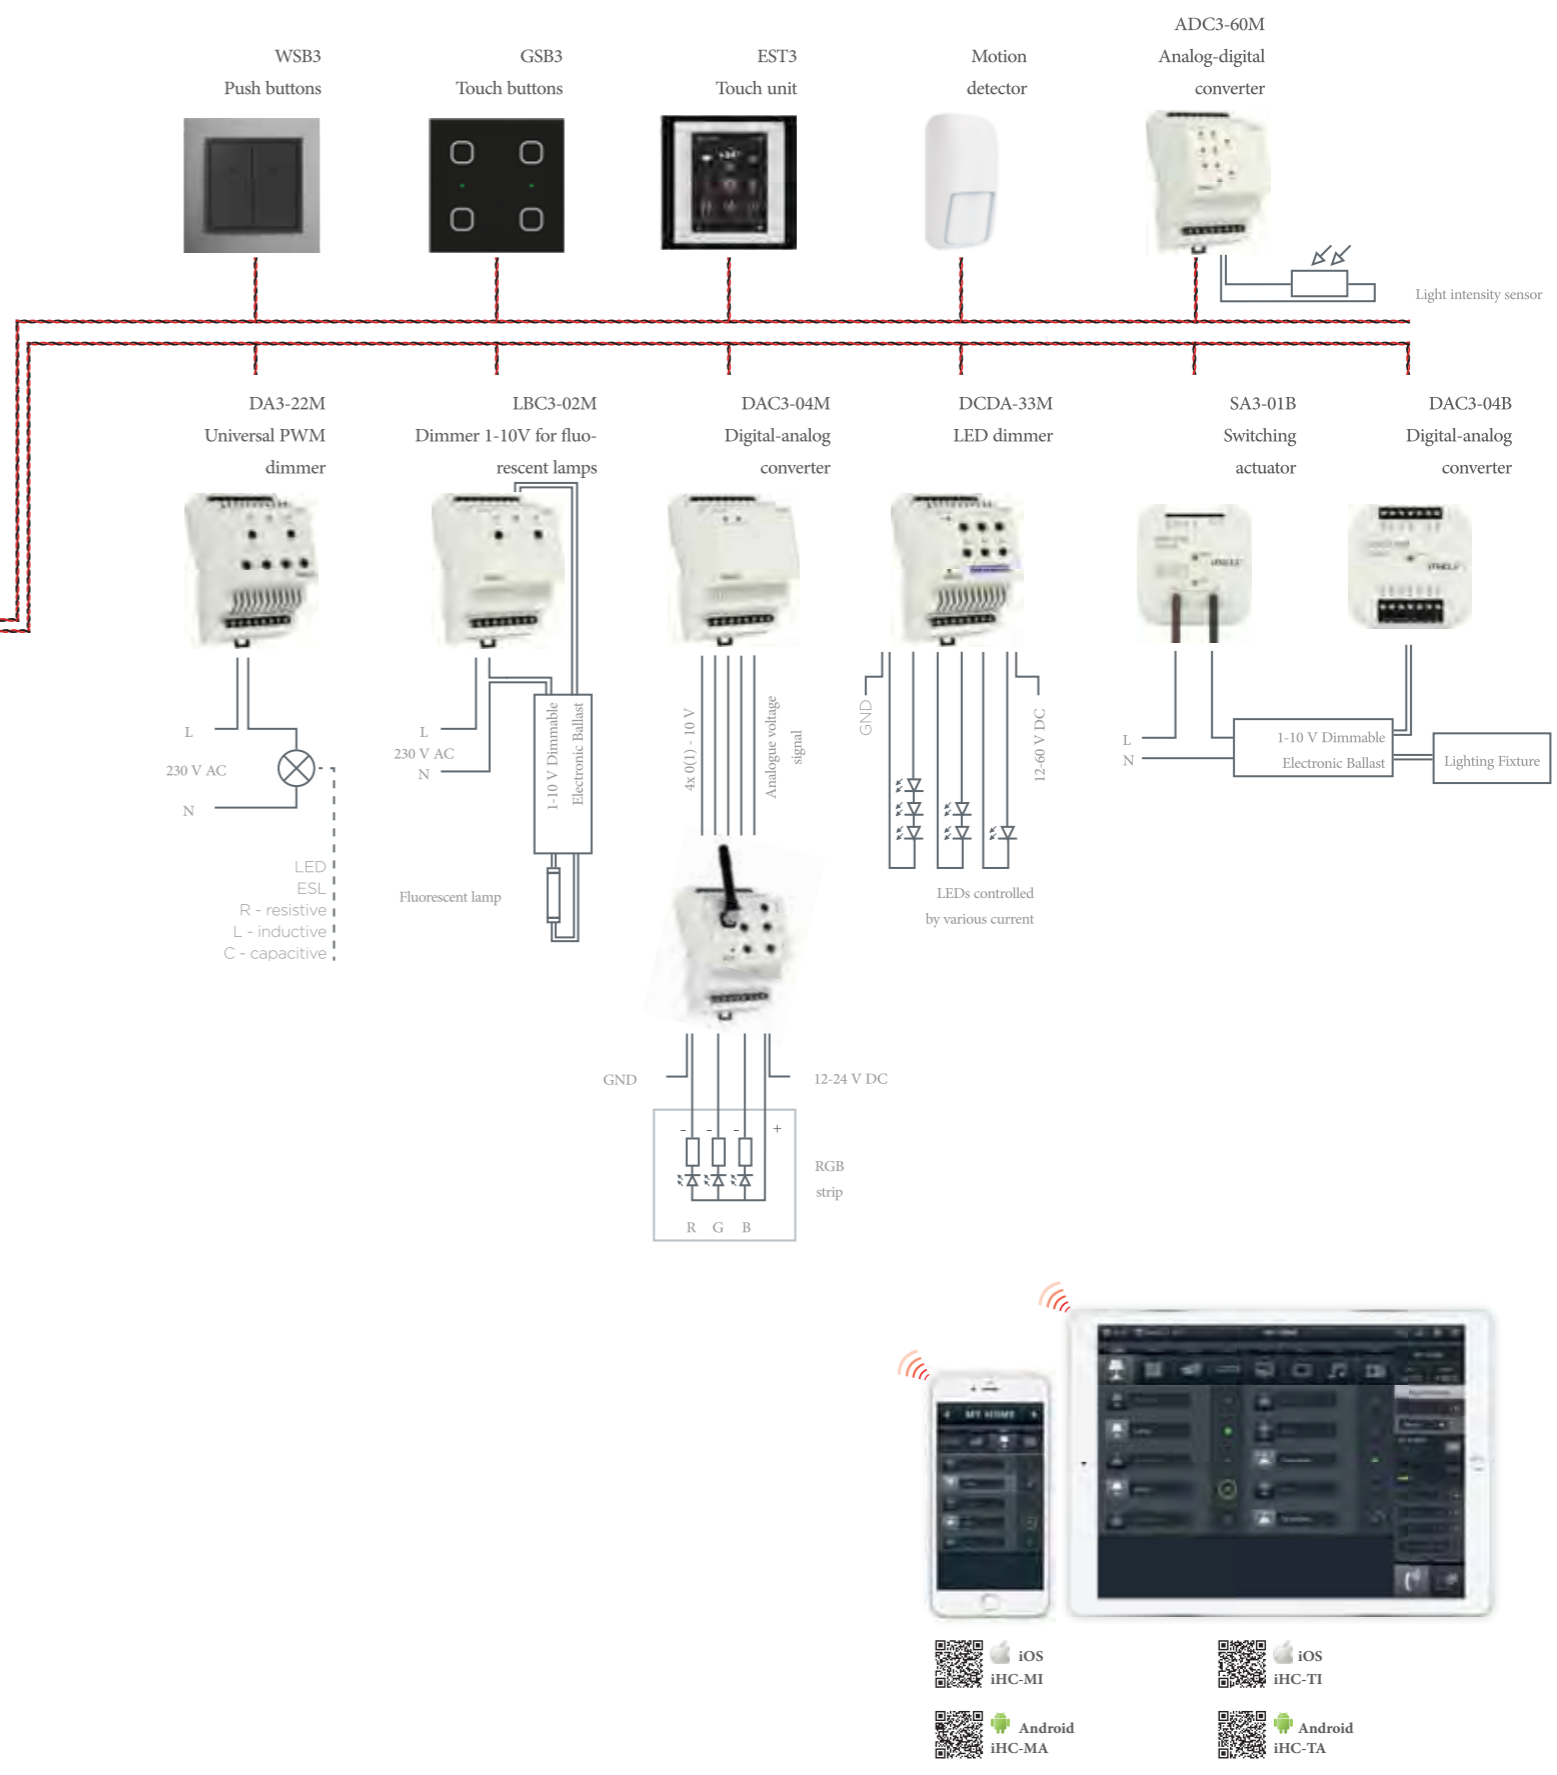 WSB3
Push buttons
GSB3
Touch buttons
EST3
Touch unit
Motion
detector
ADC3-60M
Analog-digital
converter
Light intensity sensor
DA3-22M
Universal PWM
dimmer
LBC3-02M
Dimmer 1-10V for fluo-
rescent lamps
DAC3-04M
Digital-analog
converter
DCDA-33M
LED dimmer
SA3-01B
Switching
actuator
DAC3-04B
Digital-analog
converter
L
230 V AC
N
LED
ESL
R - resistive
L - inductive
C - capacitive
L
230 V AC
N
1-10 V Dimmable
Electronic Ballast
Fluorescent lamp
4x 0(1) - 10 V
Analogue voltage
signal
GND
12-60 V DC
LEDs controlled
by various current
L
N
1-10 V Dimmable
Electronic Ballast
Lighting Fixture
GND
12-24 V DC
- - - +
RGB
strip
R G B
MY HOME
iOS
iHC-MI
Android
iHC-MA
iOS
iHC-TI
Android
iHC-TA